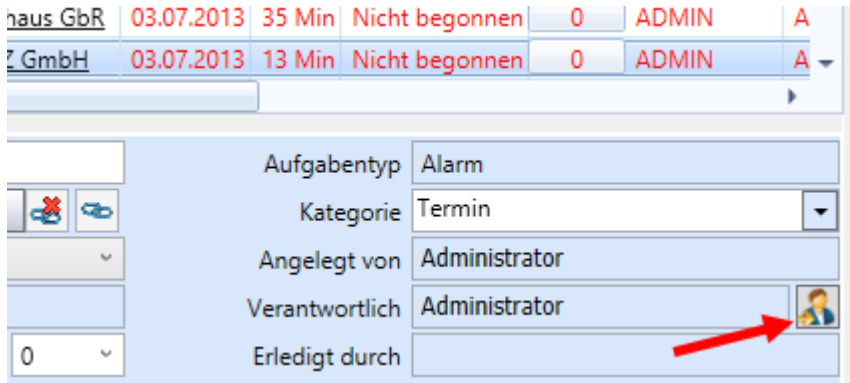 haus GbR 03.07.2013 35 Min Nicht begonnen 0 ADMIN A
Z GmbH 03.07.2013 13 Min Nicht begonnen 0 ADMIN A
Aufgabentyp Alarm
Kategorie Termin
Angelegt von Administrator
Verantwortlich Administrator
0 Erledigt durch